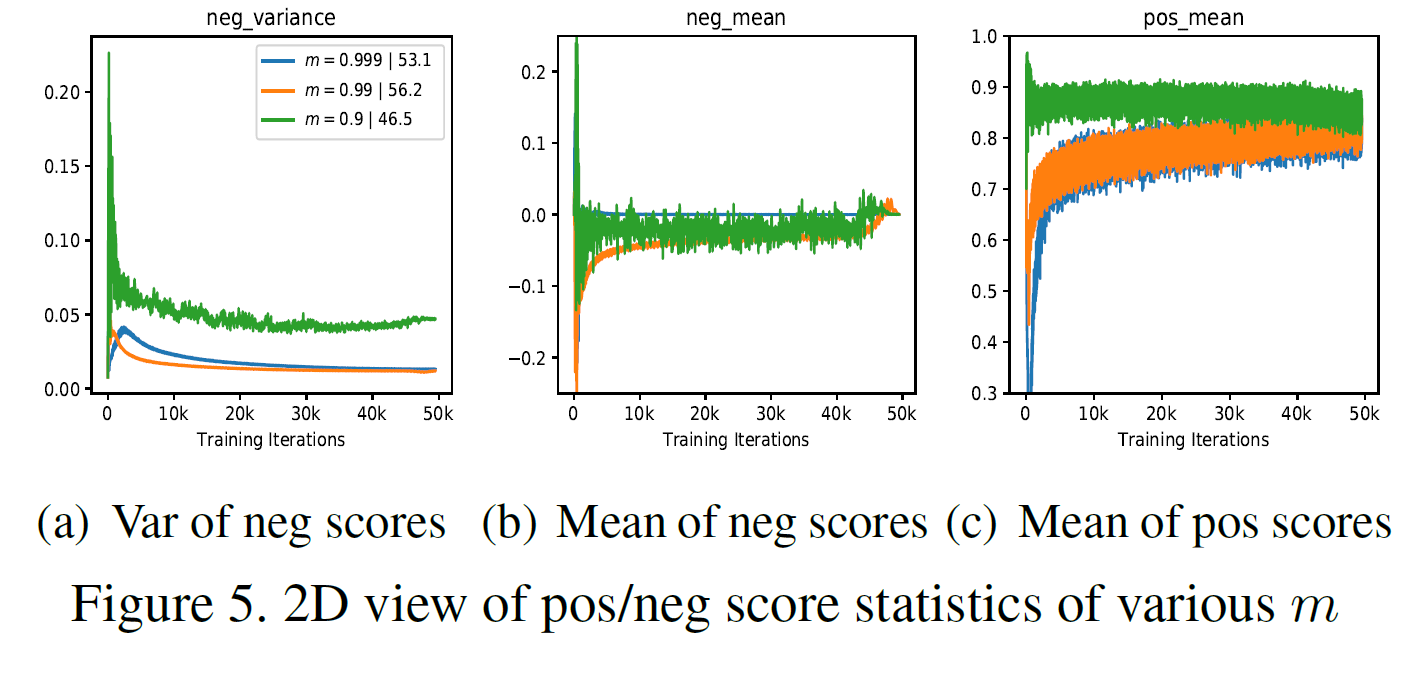 neg_variance
0.20
0.15
0.10
0.05
0.00
m = 0.999 | 53.1
m = 0.99 | 56.2
m = 0.9 | 46.5
0 10k 20k 30k 40k 50k
Training Iterations
neg_mean
0.2
0.1
0.0
−0.1
−0.2
0 10k 20k 30k 40k 50k
Training Iterations
pos_mean
1.0
0.9
0.8
0.7
0.6
0.5
0.4
0.3
0 10k 20k 30k 40k 50k
Training Iterations
(a) Var of neg scores (b) Mean of neg scores (c) Mean of pos scores
Figure 5. 2D view of pos/neg score statistics of various m